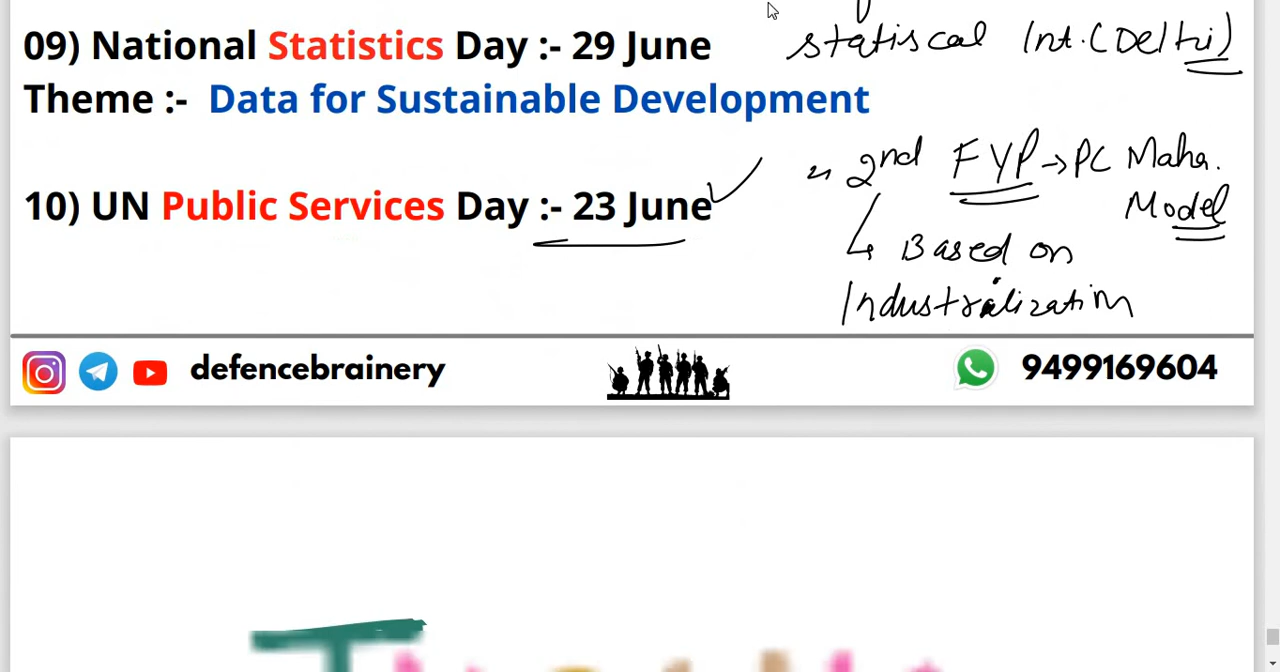 09) National Statistics Day :- 29 June
statiscal Int. (Delhi)
Theme :- Data for Sustainable Development
2nd FYP → PC Maha.
Model
10) UN Public Services Day :- 23 June
↳ Based on
Industralization
defencebrainery
9499169604